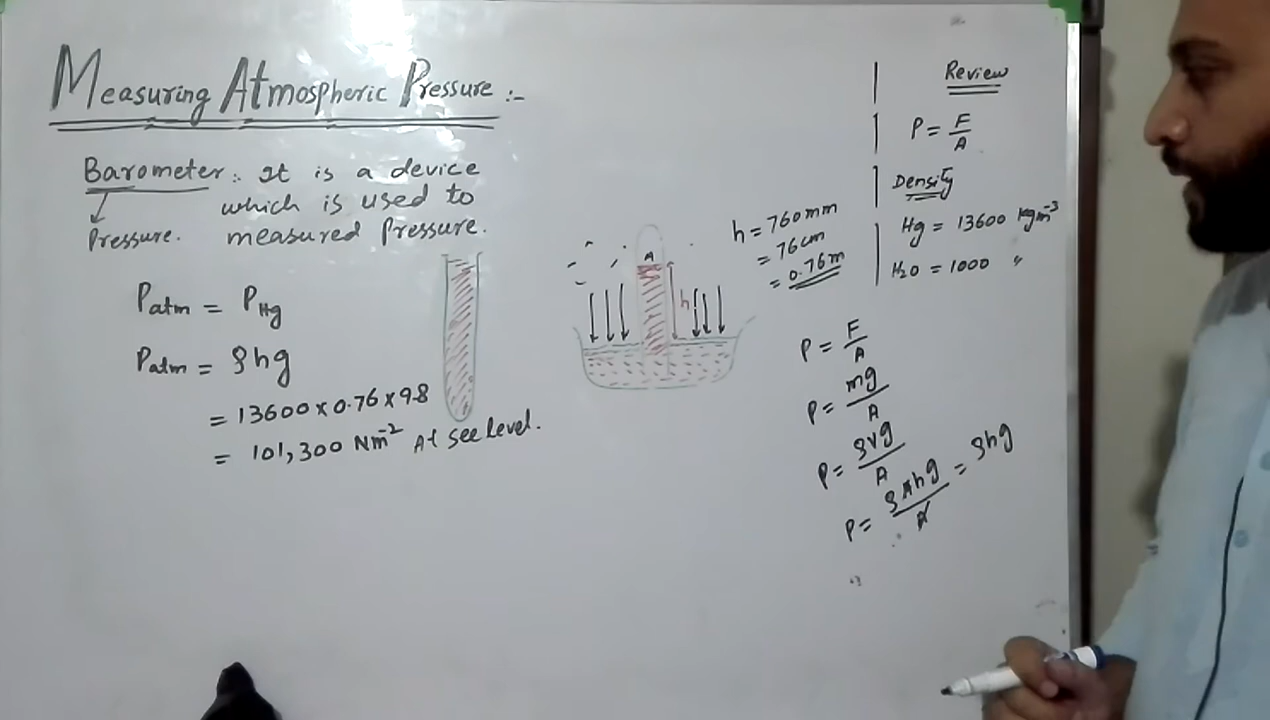 Measuring Atmospheric Pressure :-
Barometer :. It is a device
which is used to
Pressure. measured Pressure.
Patm = PHg
Patm = ρhg
= 13600 x 0.76 x 9.8
= 101,300 Nm⁻² At see level.
A
h
h = 760mm
= 76cm
= 0.76m
Review
P = F/A
Density
Hg = 13600 kgm⁻³
H2O = 1000 "
P = F/A
P = mg/A
P = ρVg/A
P = ρAhg/A = ρhg